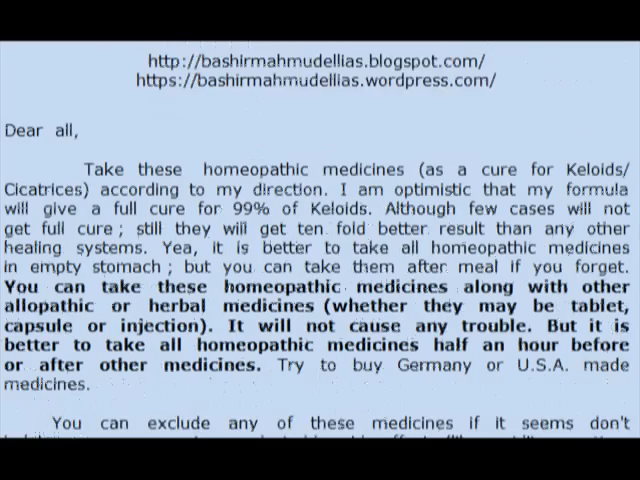 http://bashirmahmudellias.blogspot.com/
https://bashirmahmudellias.wordpress.com/
Dear all,
Take these homeopathic medicines (as a cure for Keloids/
Cicatrices) according to my direction. I am optimistic that my formula
will give a full cure for 99% of Keloids. Although few cases will not
get full cure ; still they will get ten fold better result than any other
healing systems. Yea, it is better to take all homeopathic medicines
in empty stomach ; but you can take them after meal if you forget.
You can take these homeopathic medicines along with other
allopathic or herbal medicines (whether they may be tablet,
capsule or injection). It will not cause any trouble. But it is
better to take all homeopathic medicines half an hour before
or after other medicines. Try to buy Germany or U.S.A. made
medicines.
You can exclude any of these medicines if it seems don't